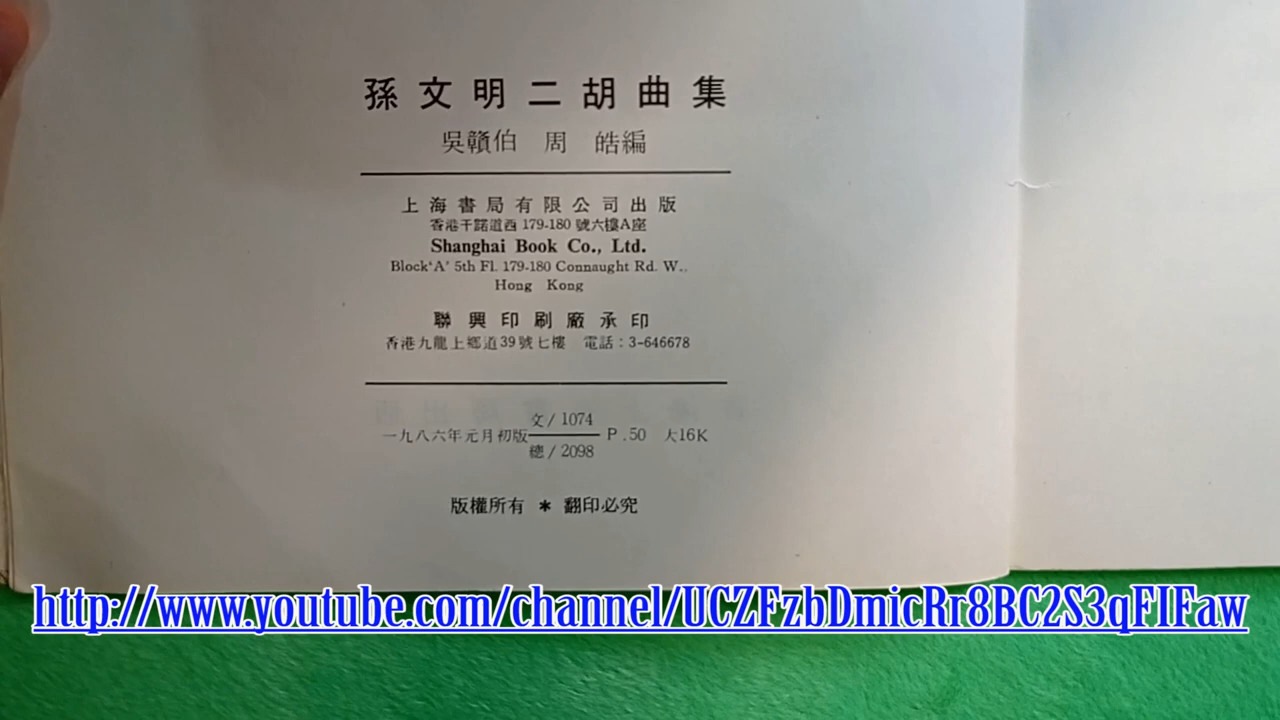 孫文明二胡曲集
吳贛伯 周 皓編
上海書局有限公司出版
香港干諾道西 179-180 號六樓A座
Shanghai Book Co., Ltd.
Block‘A’ 5th Fl. 179-180 Connaught Rd. W.,
Hong Kong
聯興印刷廠承印
香港九龍上鄉道39號七樓 電話：3-646678
文 / 1074
一九八六年元月初版 P.50 大16K
總 / 2098
版權所有 * 翻印必究
http://www.youtube.com/channel/UCZFzbDmicRr8BC2S3qFIFaw